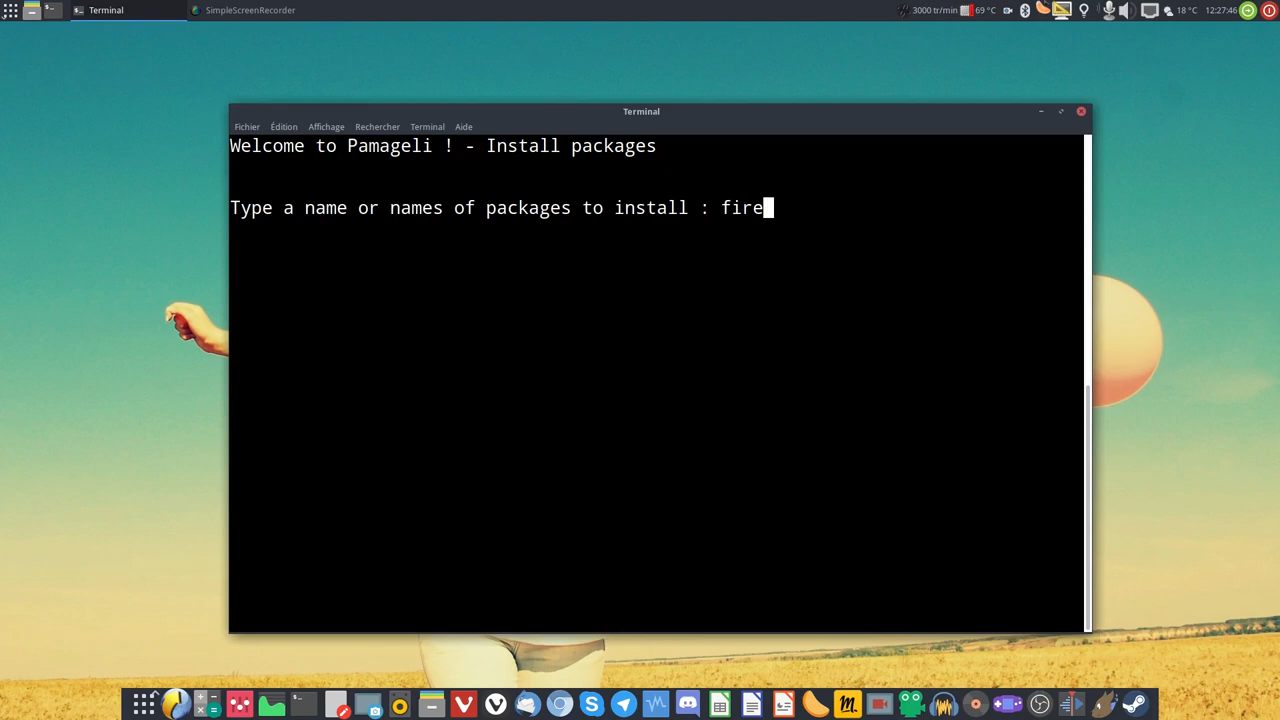 Terminal
SimpleScreenRecorder
3000 tr/min
69 °C
18 °C
12:27:46
Terminal
Fichier
Édition
Affichage
Rechercher
Terminal
Aide
Welcome to Pamageli ! - Install packages
Type a name or names of packages to install : fire